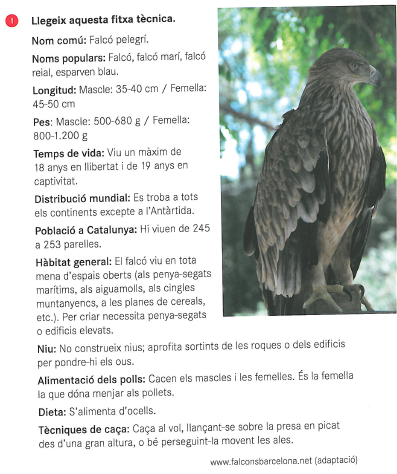 1 Llegeix aquesta fitxa tècnica.
Nom comú: Falcó pelegrí.
Noms populars: Falcó, falcó marí, falcó
reial, esparven blau.
Longitud: Mascle: 35-40 cm / Femella:
45-50 cm
Pes: Mascle: 500-680 g / Femella:
800-1.200 g
Temps de vida: Viu un màxim de
18 anys en llibertat i de 19 anys en
captivitat.
Distribució mundial: Es troba a tots
els continents excepte a l'Antàrtida.
Població a Catalunya: Hi viuen de 245
a 253 parelles.
Hàbitat general: El falcó viu en tota
mena d'espais oberts (als penya-segats
marítims, als aiguamolls, als cingles
muntanyencs, a les planes de cereals,
etc.). Per criar necessita penya-segats
o edificis elevats.
Niu: No construeix nius; aprofita sortints de les roques o dels edificis
per pondre-hi els ous.
Alimentació dels polls: Cacen els mascles i les femelles. És la femella
la que dóna menjar als pollets.
Dieta: S'alimenta d'ocells.
Tècniques de caça: Caça al vol, llançant-se sobre la presa en picat
des d'una gran altura, o bé perseguint-la movent les ales.
www.falconsbarcelona.net (adaptació)